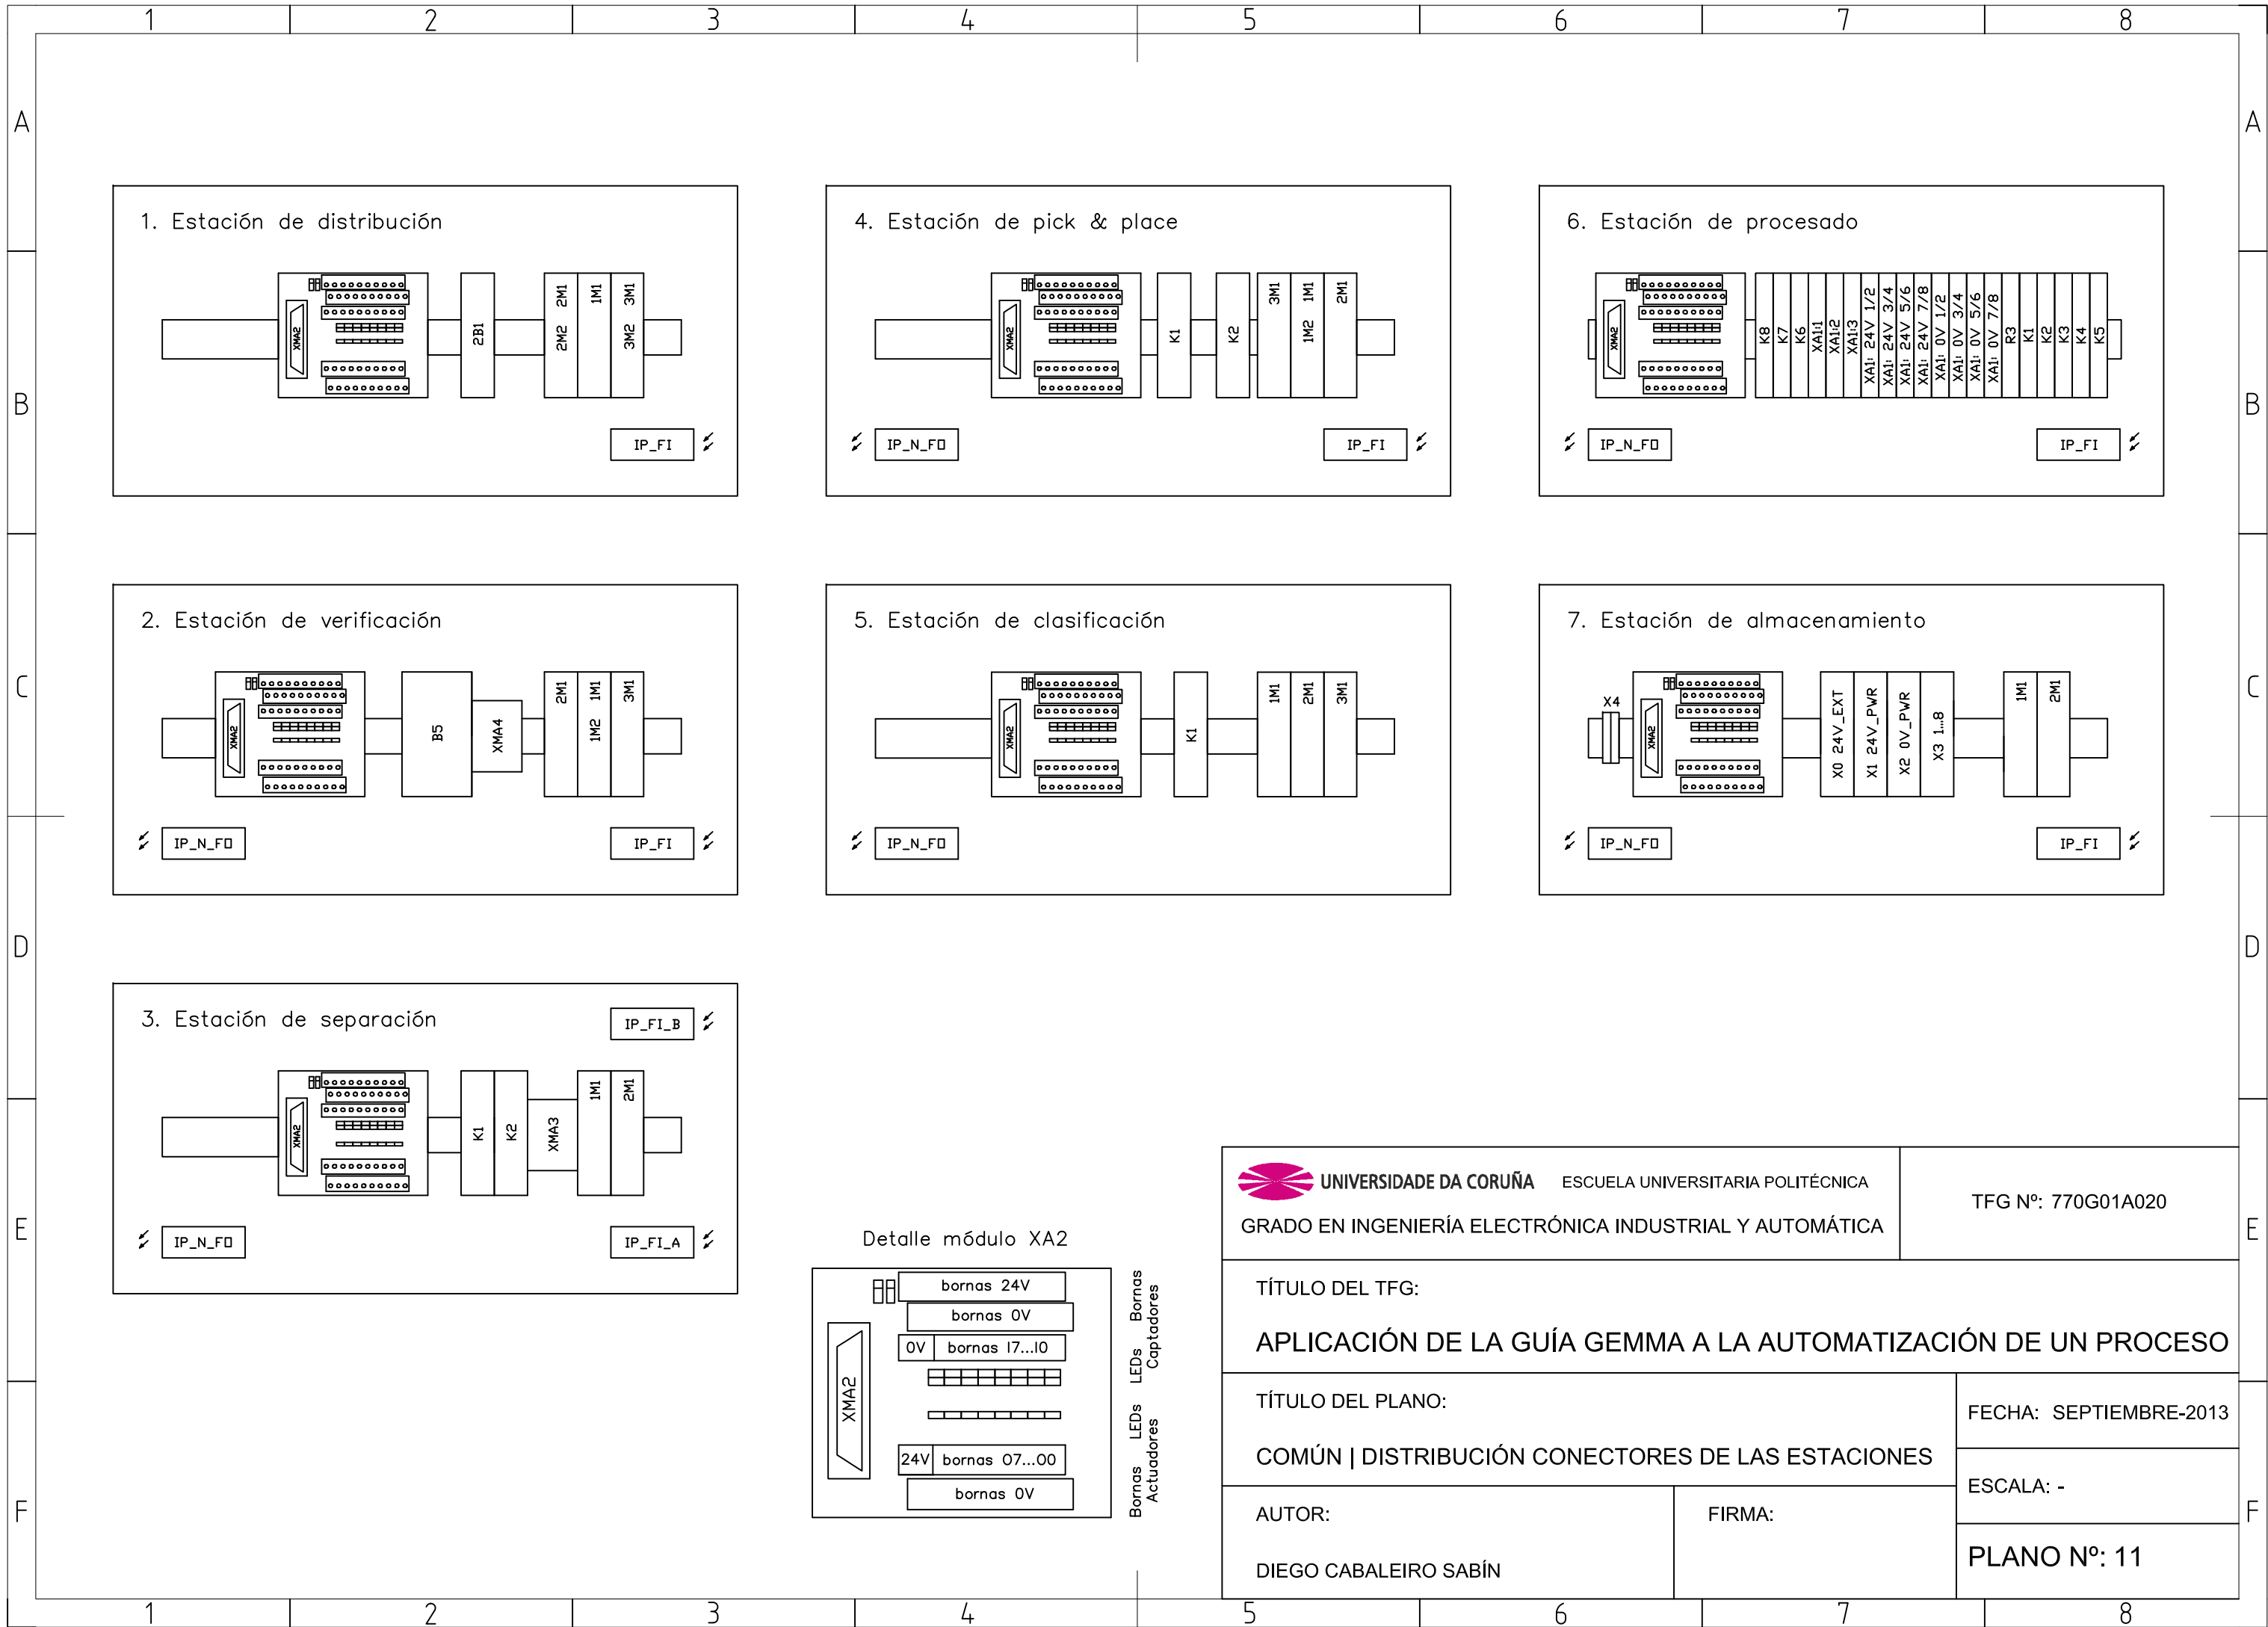 1 2 3 4 5 6 7 8
A A
B B
C C
D D
E E
F F
1. Estación de distribución
XMA2
2B1
2M2 2M1
1M1
3M2 3M1
IP_FI
4. Estación de pick & place
XMA2
K1
K2
3M1
1M2 1M1
2M1
IP_N_FO
IP_FI
6. Estación de procesado
XMA2
K8
K7
K6
XA1:1
XA1:2
XA1:3
XA1: 24V 1/2
XA1: 24V 3/4
XA1: 24V 5/6
XA1: 24V 7/8
XA1: 0V 1/2
XA1: 0V 3/4
XA1: 0V 5/6
XA1: 0V 7/8
R3
K1
K2
K3
K4
K5
IP_N_FO
IP_FI
2. Estación de verificación
XMA2
B5
XMA4
2M1
1M2 1M1
3M1
IP_N_FO
IP_FI
5. Estación de clasificación
XMA2
K1
1M1
2M1
3M1
IP_N_FO
7. Estación de almacenamiento
X4
XMA2
X0 24V_EXT
X1 24V_PWR
X2 0V_PWR
X3 1...8
1M1
2M1
IP_N_FO
IP_FI
3. Estación de separación
IP_FI_B
XMA2
K1
K2
XMA3
1M1
2M1
IP_N_FO
IP_FI_A
Detalle módulo XA2
bornas 24V
bornas 0V
0V bornas I7...I0
XMA2
24V bornas O7...O0
bornas 0V
Bornas LEDs LEDs Bornas
Actuadores Captadores
UNIVERSIDADE DA CORUÑA ESCUELA UNIVERSITARIA POLITÉCNICA
GRADO EN INGENIERÍA ELECTRÓNICA INDUSTRIAL Y AUTOMÁTICA
TFG Nº: 770G01A020
TÍTULO DEL TFG:
APLICACIÓN DE LA GUÍA GEMMA A LA AUTOMATIZACIÓN DE UN PROCESO
TÍTULO DEL PLANO:
COMÚN | DISTRIBUCIÓN CONECTORES DE LAS ESTACIONES
FECHA: SEPTIEMBRE-2013
ESCALA: -
AUTOR:
DIEGO CABALEIRO SABÍN
FIRMA:
PLANO Nº: 11
1 2 3 4 5 6 7 8